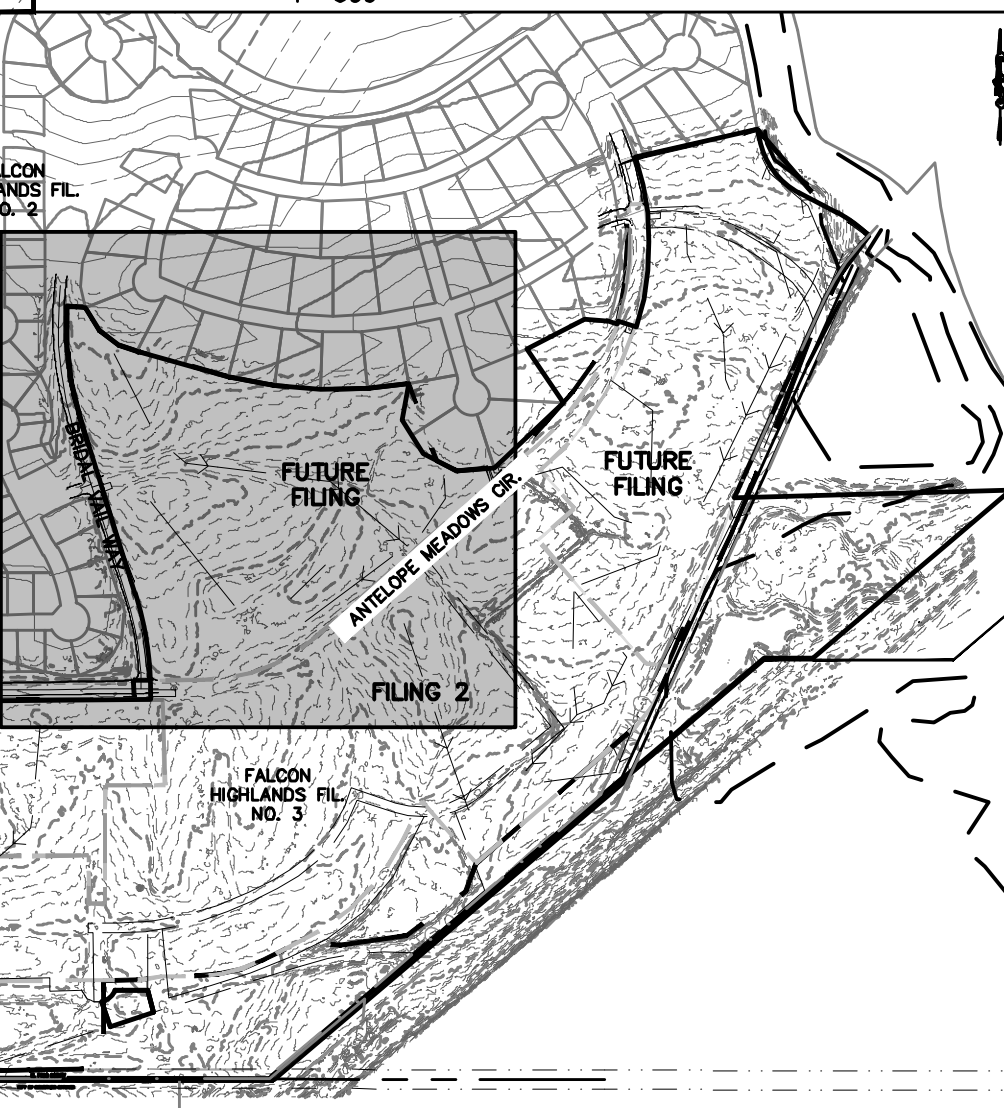 ALCON
ANDS FIL.
O. 2
BRIDAL VAIL WAY
FUTURE
FILING
FUTURE
FILING
ANTELOPE MEADOWS CIR.
FILING 2
FALCON
HIGHLANDS FIL.
NO. 3